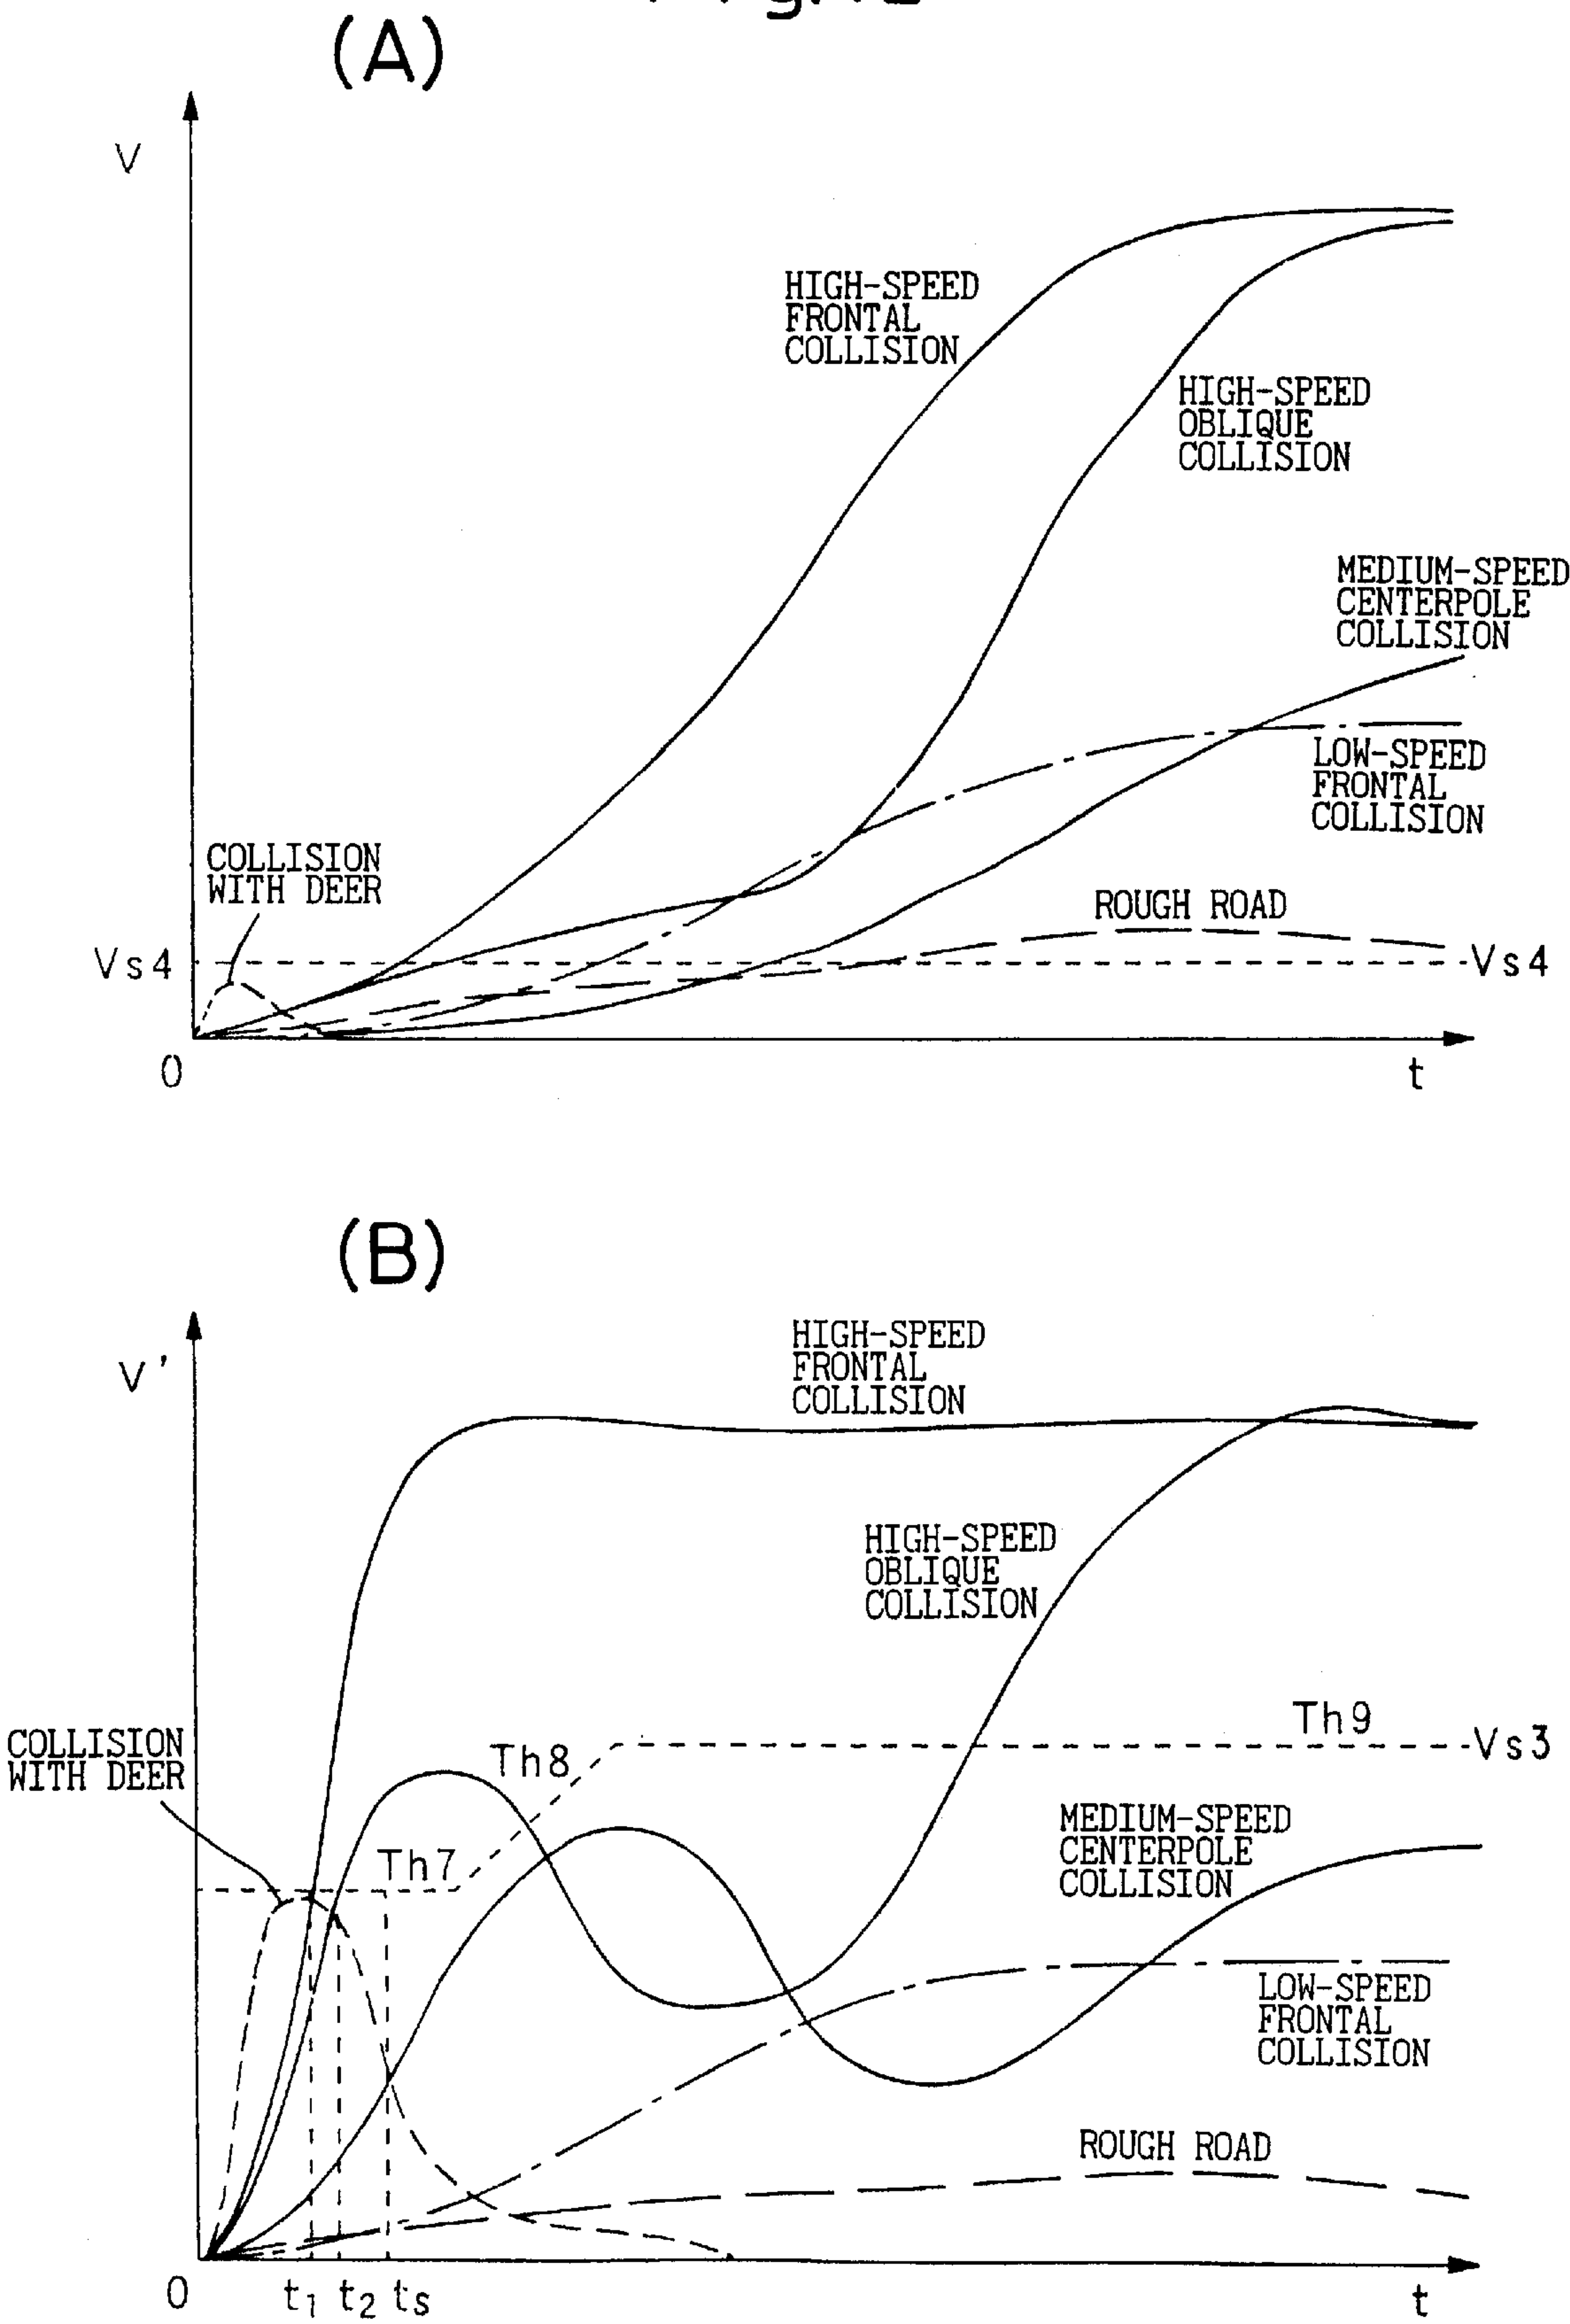 (A)
V
HIGH-SPEED
FRONTAL
COLLISION
HIGH-SPEED
OBLIQUE
COLLISION
MEDIUM-SPEED
CENTERPOLE
COLLISION
LOW-SPEED
FRONTAL
COLLISION
COLLISION
WITH DEER
ROUGH ROAD
Vs4
Vs4
0
t
(B)
V'
HIGH-SPEED
FRONTAL
COLLISION
HIGH-SPEED
OBLIQUE
COLLISION
Th9
Vs3
COLLISION
WITH DEER
Th8
Th7
MEDIUM-SPEED
CENTERPOLE
COLLISION
LOW-SPEED
FRONTAL
COLLISION
ROUGH ROAD
0
t1 t2 ts
t